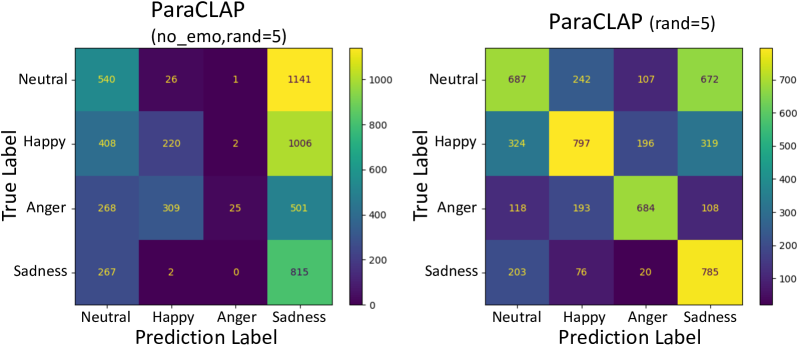 ParaCLAP
(no_emo,rand=5)
True Label
Neutral 540 26 1 1141
Happy 408 220 2 1006
Anger 268 309 25 501
Sadness 267 2 0 815
Neutral Happy Anger Sadness
Prediction Label
1000
800
600
400
200
0
ParaCLAP (rand=5)
True Label
Neutral 687 242 107 672
Happy 324 797 196 319
Anger 118 193 684 108
Sadness 203 76 20 785
Neutral Happy Anger Sadness
Prediction Label
700
600
500
400
300
200
100